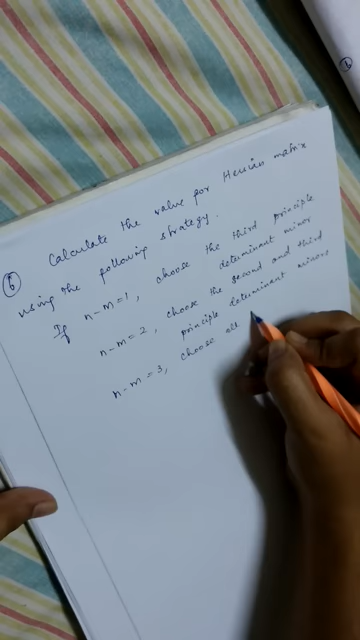 ⑥ Calculate the value for Hessian matrix
using the following strategy.
If n-m=1, choose the third principle
determinant minor
n-m=2, choose the second and third
principle determinant minors
n-m=3, choose all